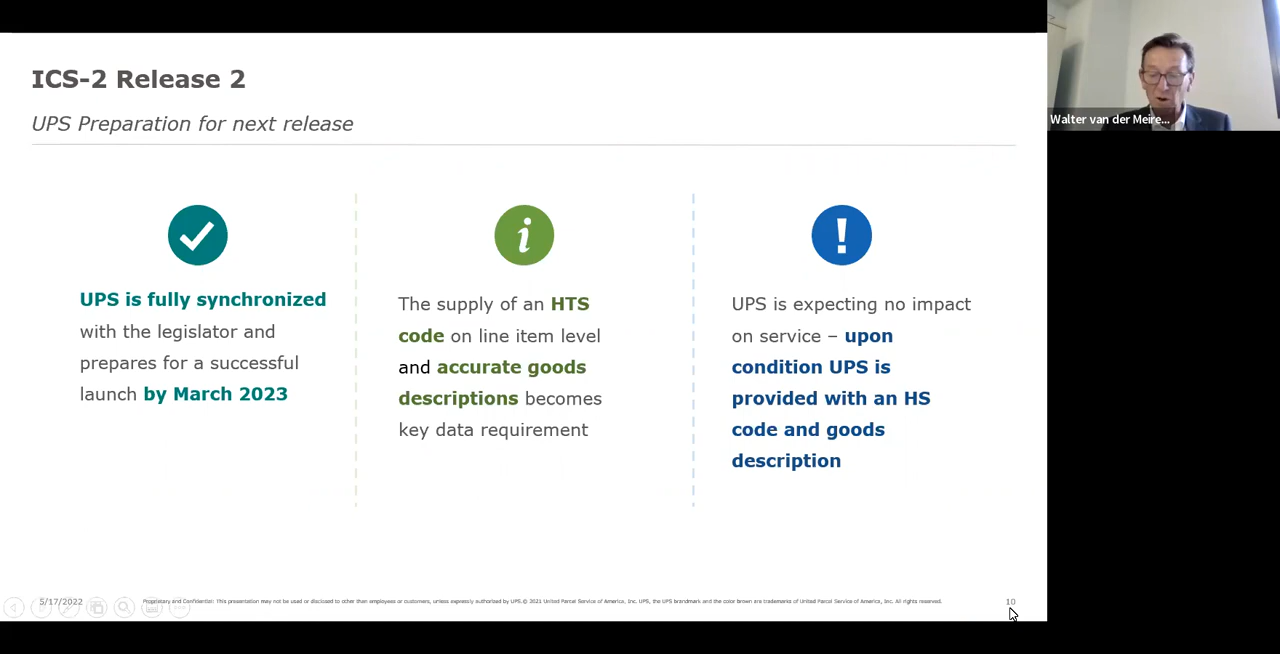 ICS-2 Release 2
UPS Preparation for next release
UPS is fully synchronized
with the legislator and
prepares for a successful
launch by March 2023
The supply of an HTS
code on line item level
and accurate goods
descriptions becomes
key data requirement
UPS is expecting no impact
on service – upon
condition UPS is
provided with an HS
code and goods
description
Walter van der Meire...
5/17/2022
Proprietary and Confidential: This presentation may not be used or disclosed to other than employees or customers, unless expressly authorized by UPS.© 2021 United Parcel Service of America, Inc. UPS, the UPS brandmark and the color brown are trademarks of United Parcel Service of America, Inc. All rights reserved.
10